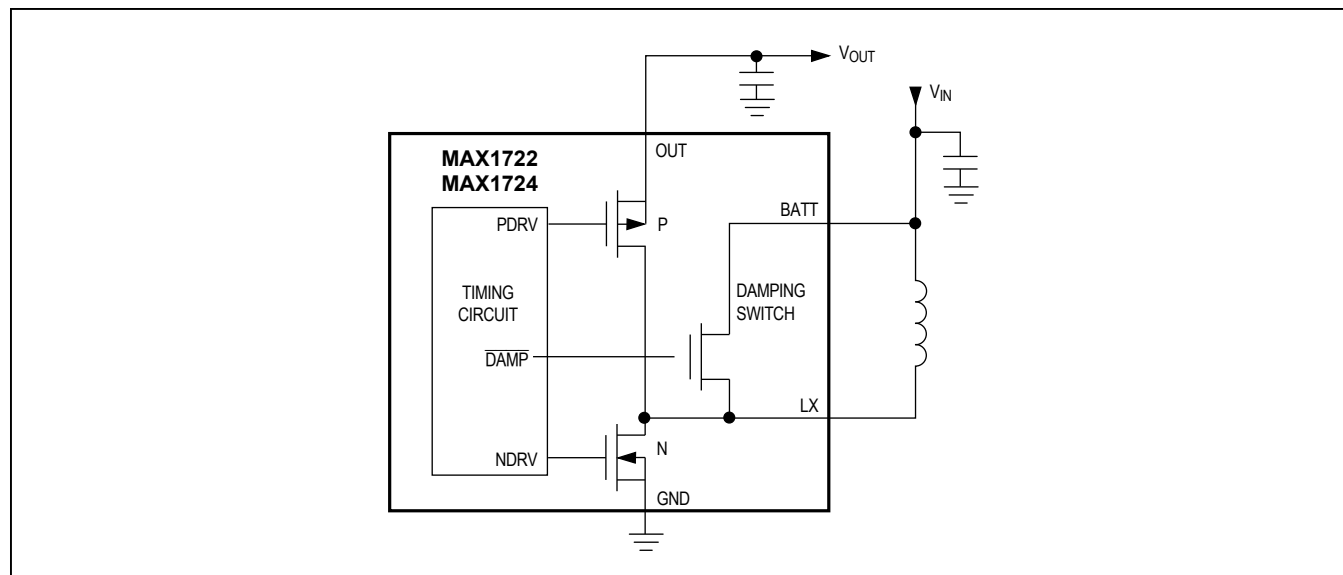 VOUT
VIN
OUT
MAX1722
MAX1724
BATT
PDRV
P
TIMING
CIRCUIT
DAMPING
SWITCH
DAMP
LX
NDRV
N
GND